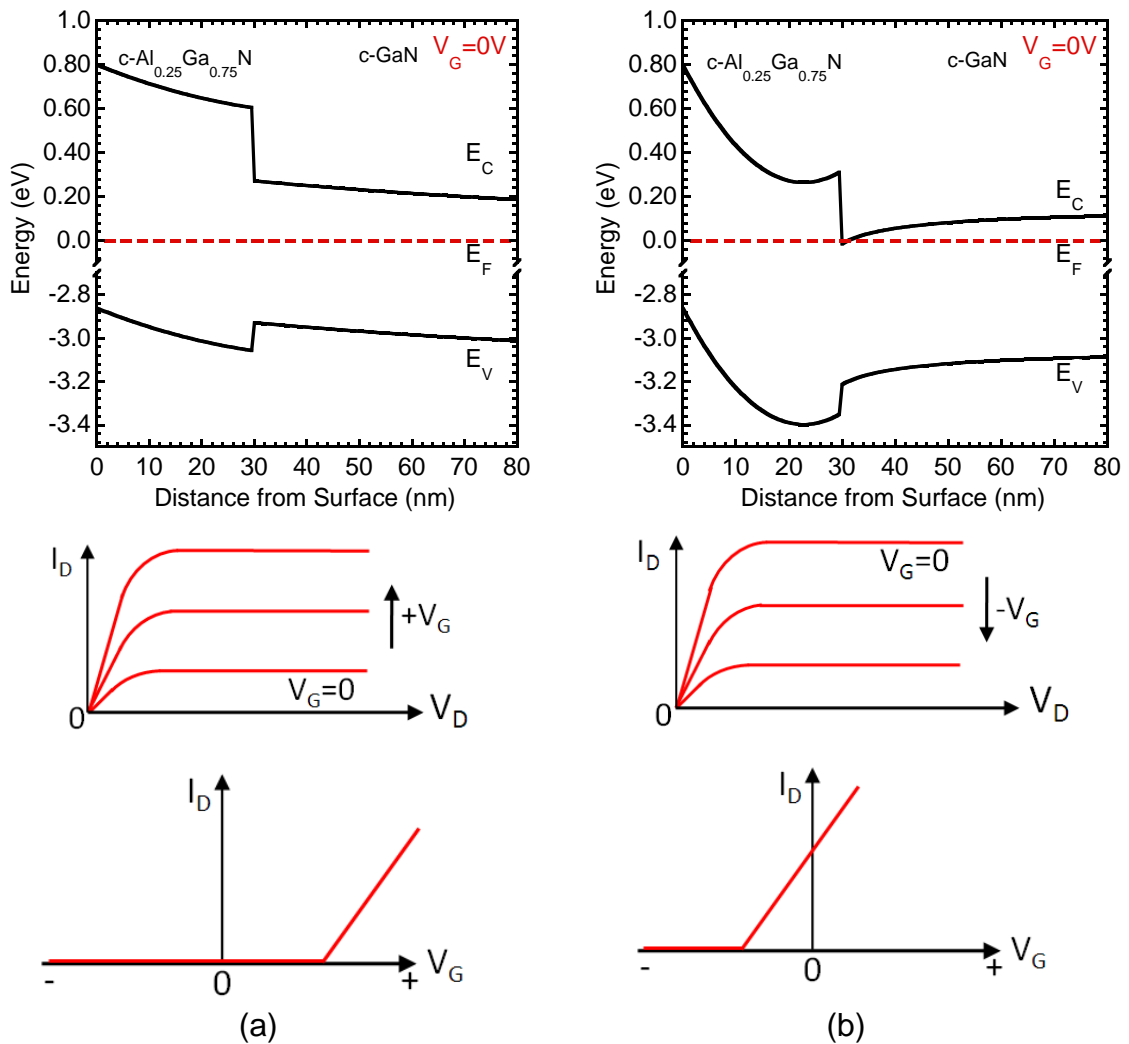 1.0
0.80
0.60
0.40
0.20
0.0
-2.8
-3.0
-3.2
-3.4
Energy (eV)
c-Al0.25Ga0.75N
c-GaN
VG=0V
EC
EF
EV
0 10 20 30 40 50 60 70 80
Distance from Surface (nm)
1.0
0.80
0.60
0.40
0.20
0.0
-2.8
-3.0
-3.2
-3.4
Energy (eV)
c-Al0.25Ga0.75N
c-GaN
VG=0V
EC
EF
EV
0 10 20 30 40 50 60 70 80
Distance from Surface (nm)
ID
+VG
VG=0
0
VD
ID
VG=0
-VG
0
VD
ID
-
0
+
VG
ID
-
0
+
VG
(a)
(b)